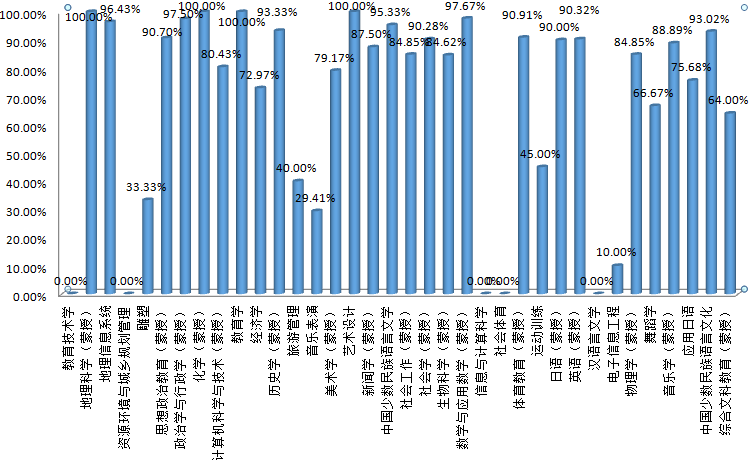 100.00%
90.00%
80.00%
70.00%
60.00%
50.00%
40.00%
30.00%
20.00%
10.00%
0.00%
0.00%
100.00%
96.43%
0.00%
33.33%
90.70%
97.50%
100.00%
80.43%
100.00%
72.97%
93.33%
40.00%
29.41%
79.17%
100.00%
87.50%
95.33%
84.85%
90.28%
84.62%
97.67%
0.00%
0.00%
90.91%
45.00%
90.00%
90.32%
0.00%
10.00%
84.85%
66.67%
88.89%
75.68%
93.02%
64.00%
教育技术学
地理科学（蒙授）
地理信息系统
资源环境与城乡规划管理
雕塑
思想政治教育（蒙授）
政治学与行政学（蒙授）
化学（蒙授）
计算机科学与技术（蒙授）
教育学
经济学
历史学（蒙授）
旅游管理
音乐表演
美术学（蒙授）
艺术设计
新闻学（蒙授）
中国少数民族语言文学
社会工作（蒙授）
社会学（蒙授）
生物科学（蒙授）
数学与应用数学（蒙授）
信息与计算科学
社会体育
体育教育（蒙授）
运动训练
日语（蒙授）
英语（蒙授）
汉语言文学
电子信息工程
物理学（蒙授）
舞蹈学
音乐学（蒙授）
应用日语
中国少数民族语言文化
综合文科教育（蒙授）